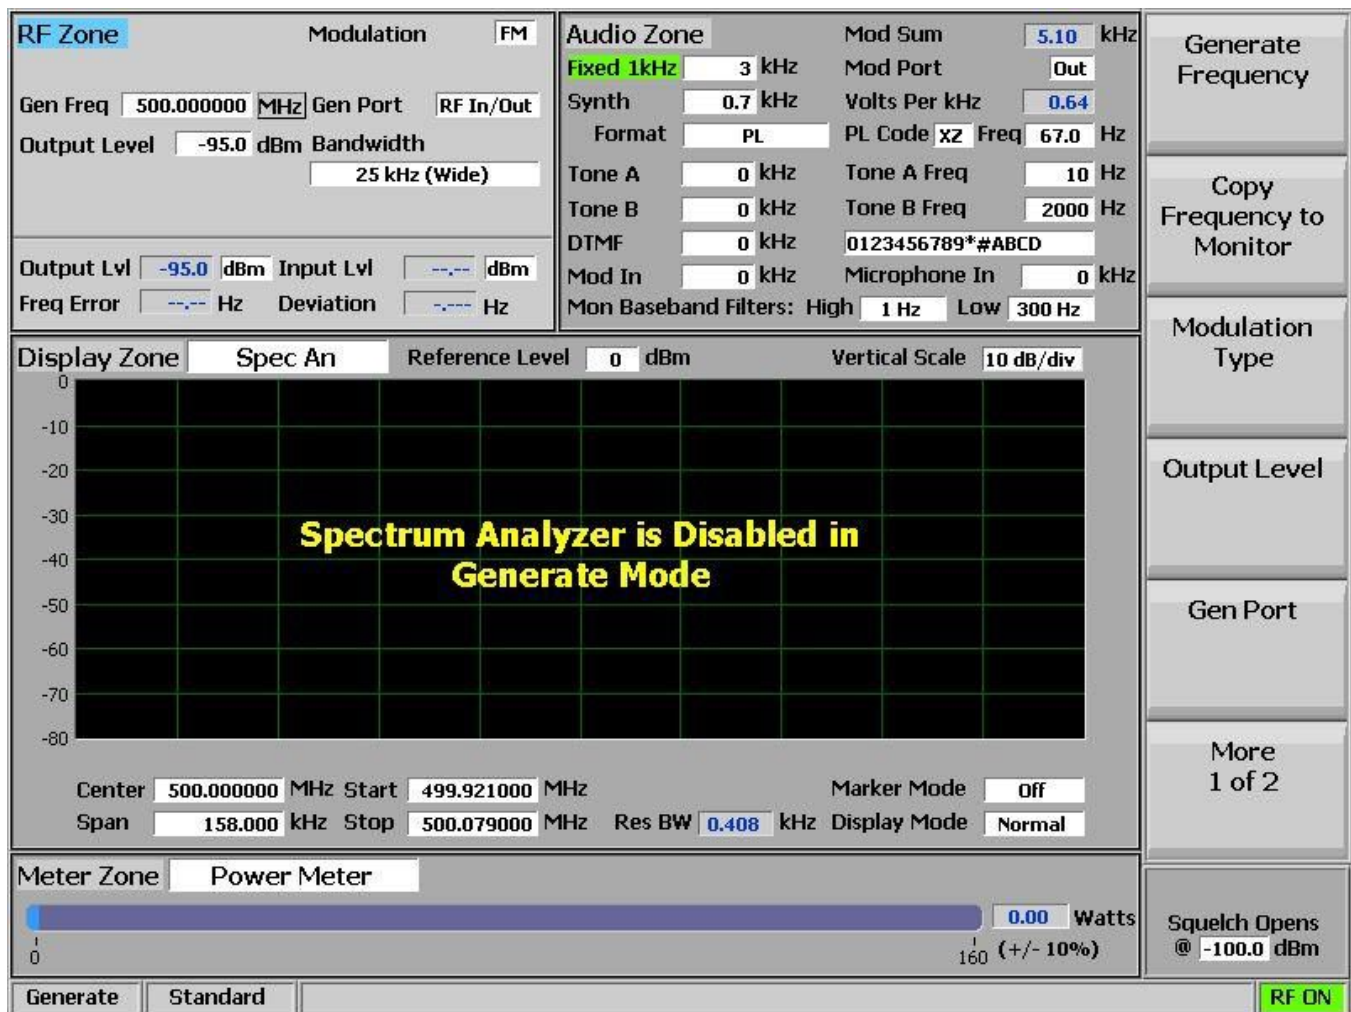 RF Zone Modulation FM
Gen Freq 500.000000 MHz Gen Port RF In/Out
Output Level -95.0 dBm Bandwidth
25 kHz (Wide)
Output Lvl -95.0 dBm Input Lvl --.-- dBm
Freq Error --.-- Hz Deviation -.--- Hz
Audio Zone Mod Sum 5.10 kHz
Fixed 1kHz 3 kHz Mod Port Out
Synth 0.7 kHz Volts Per kHz 0.64
Format PL PL Code XZ Freq 67.0 Hz
Tone A 0 kHz Tone A Freq 10 Hz
Tone B 0 kHz Tone B Freq 2000 Hz
DTMF 0 kHz 0123456789*#ABCD
Mod In 0 kHz Microphone In 0 kHz
Mon Baseband Filters: High 1 Hz Low 300 Hz
Display Zone Spec An Reference Level 0 dBm Vertical Scale 10 dB/div
0
-10
-20
-30
-40
-50
-60
-70
-80
Spectrum Analyzer is Disabled in
Generate Mode
Center 500.000000 MHz Start 499.921000 MHz Marker Mode Off
Span 158.000 kHz Stop 500.079000 MHz Res BW 0.408 kHz Display Mode Normal
Meter Zone Power Meter
0.00 Watts
0 160 (+/- 10%)
Generate
Frequency
Copy
Frequency to
Monitor
Modulation
Type
Output Level
Gen Port
More
1 of 2
Squelch Opens
@ -100.0 dBm
Generate Standard RF ON